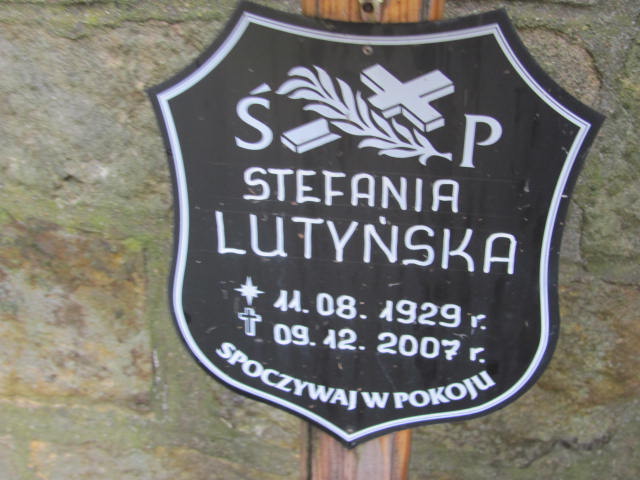 Ś P
STEFANIA
LUTYŃSKA
11. 08. 1929 r.
09. 12. 2007 r.
SPOCZYWAJ W POKOJU